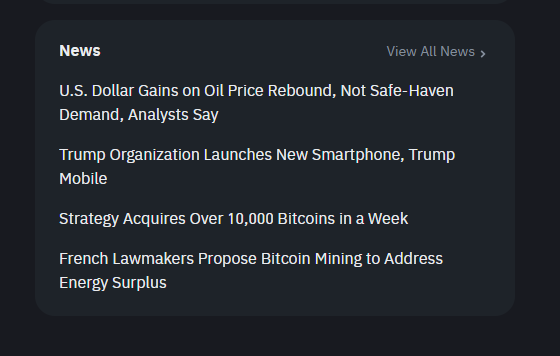 News
View All News
U.S. Dollar Gains on Oil Price Rebound, Not Safe-Haven
Demand, Analysts Say
Trump Organization Launches New Smartphone, Trump
Mobile
Strategy Acquires Over 10,000 Bitcoins in a Week
French Lawmakers Propose Bitcoin Mining to Address
Energy Surplus